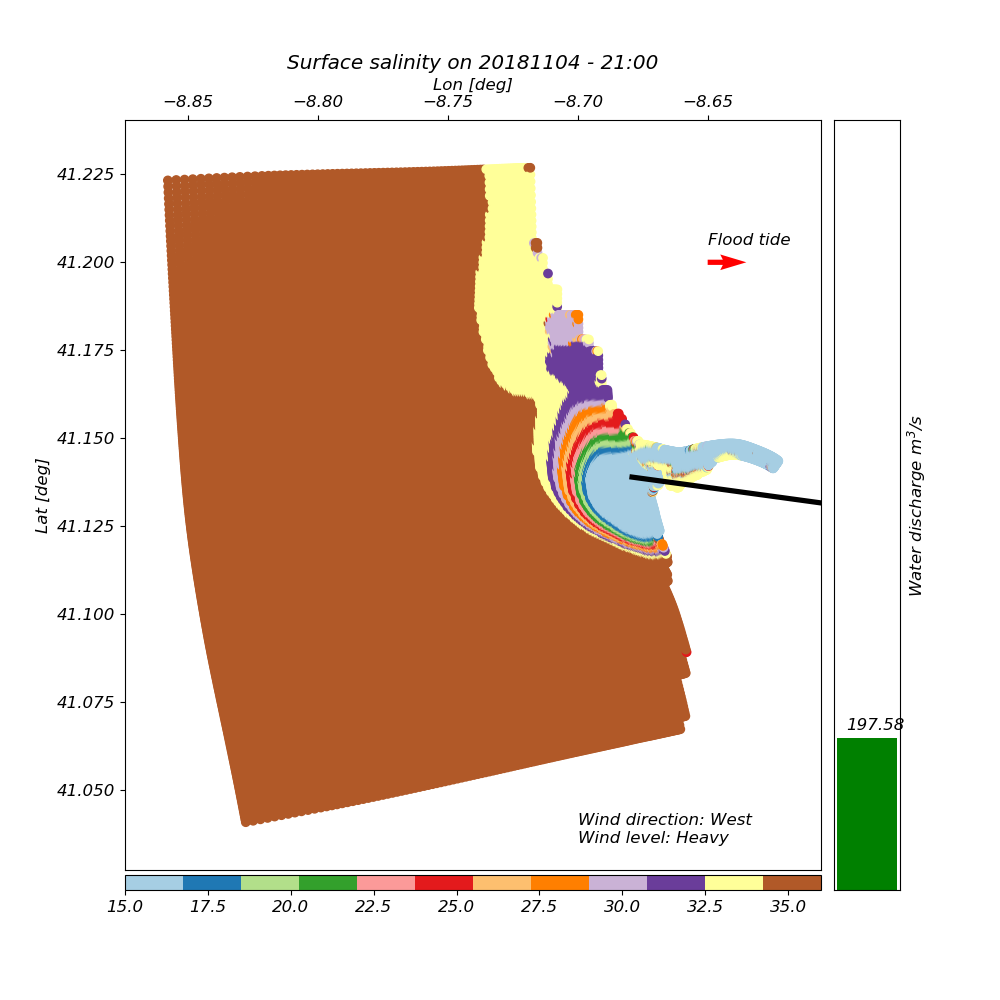 Surface salinity on 20181104 - 21:00
Lon [deg]
−8.85 −8.80 −8.75 −8.70 −8.65
41.225
41.200
41.175
41.150
41.125
41.100
41.075
41.050
Lat [deg]
Flood tide
Wind direction: West
Wind level: Heavy
15.0 17.5 20.0 22.5 25.0 27.5 30.0 32.5 35.0
197.58
Water discharge m³/s